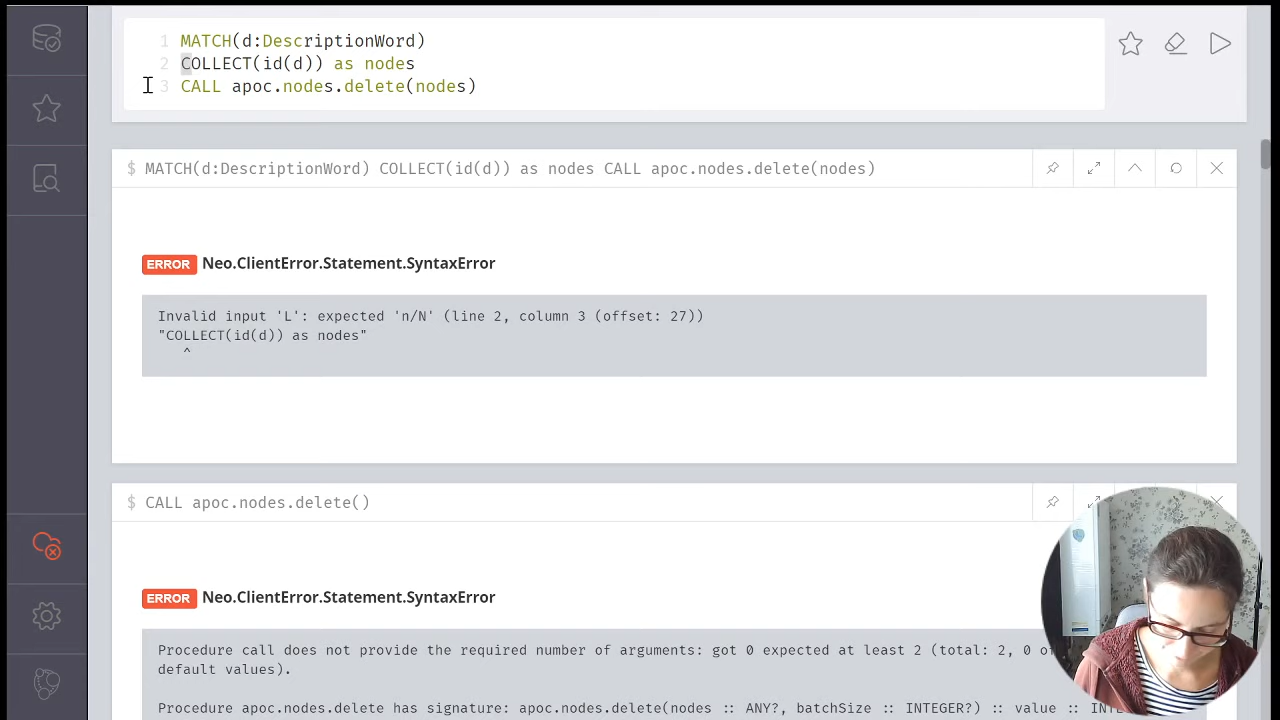 1 MATCH(d:DescriptionWord)
2 COLLECT(id(d)) as nodes
3 CALL apoc.nodes.delete(nodes)
$ MATCH(d:DescriptionWord) COLLECT(id(d)) as nodes CALL apoc.nodes.delete(nodes)
ERROR Neo.ClientError.Statement.SyntaxError
Invalid input 'L': expected 'n/N' (line 2, column 3 (offset: 27))
"COLLECT(id(d)) as nodes"
^
$ CALL apoc.nodes.delete()
ERROR Neo.ClientError.Statement.SyntaxError
Procedure call does not provide the required number of arguments: got 0 expected at least 2 (total: 2, 0 of
default values).
Procedure apoc.nodes.delete has signature: apoc.nodes.delete(nodes :: ANY?, batchSize :: INTEGER?) :: value ::